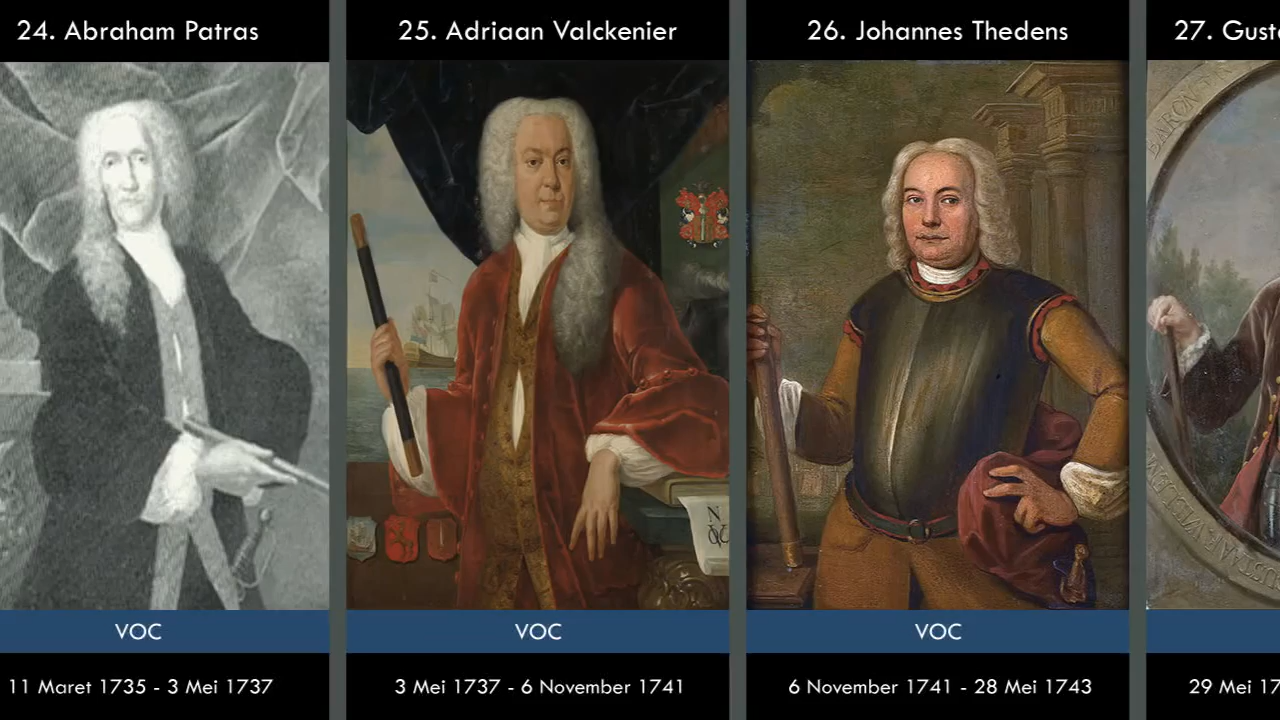 24. Abraham Patras
25. Adriaan Valckenier
26. Johannes Thedens
27. Gust
BARON
N
VOC
VOC
VOC
11 Maret 1735 - 3 Mei 1737
3 Mei 1737 - 6 November 1741
6 November 1741 - 28 Mei 1743
29 Mei 17